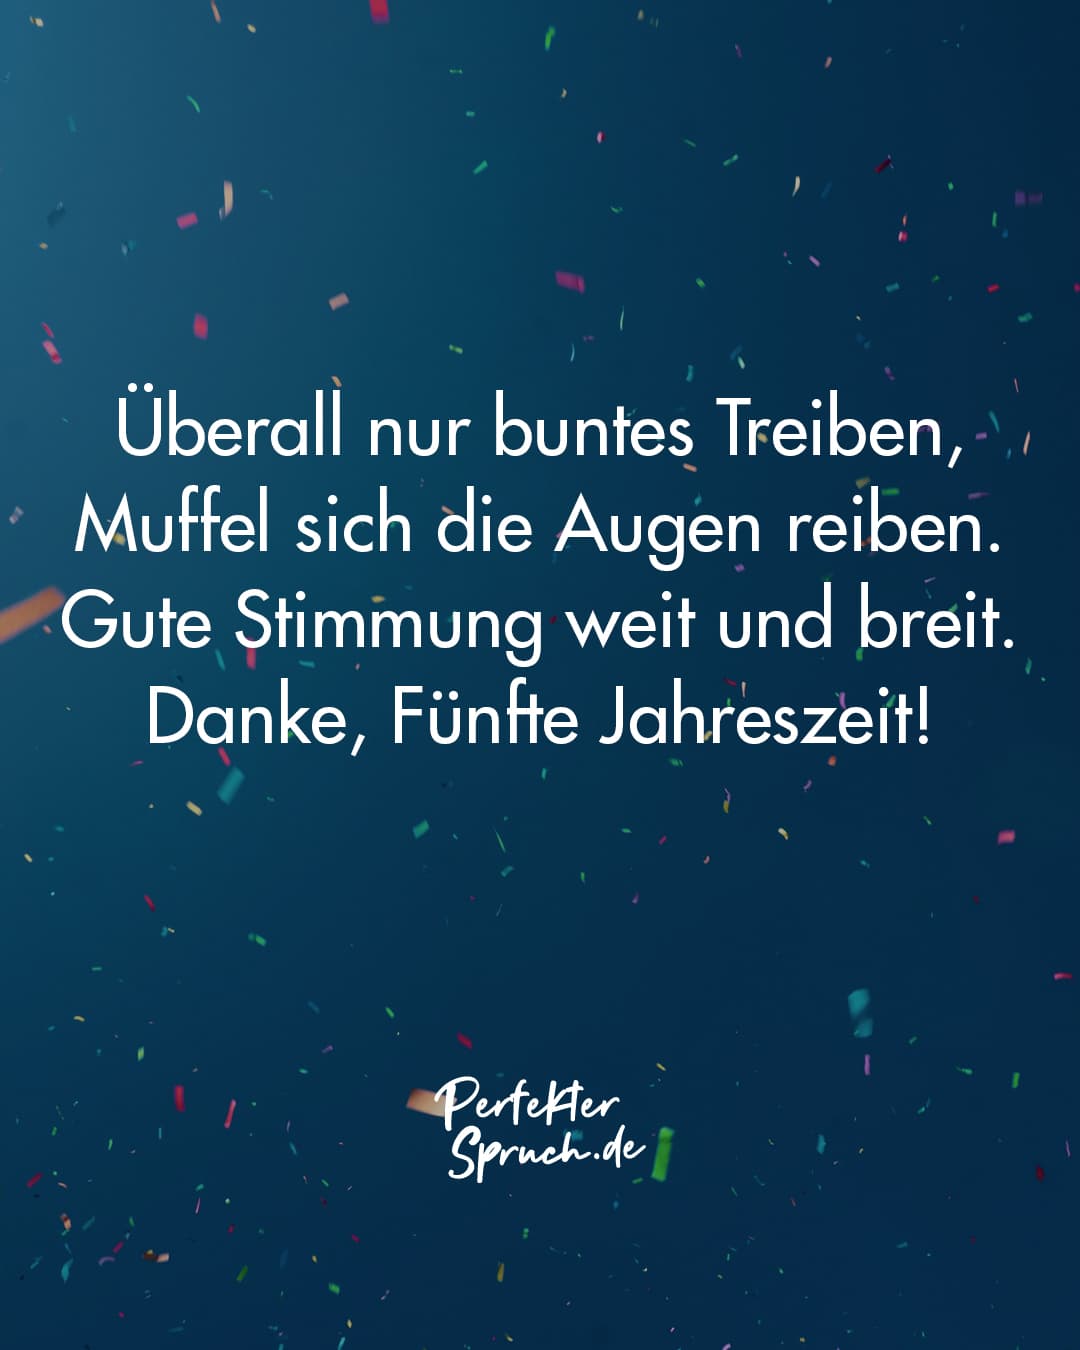 Überall nur buntes Treiben,
Muffel sich die Augen reiben.
Gute Stimmung weit und breit.
Danke, Fünfte Jahreszeit!
Perfekter
Spruch.de